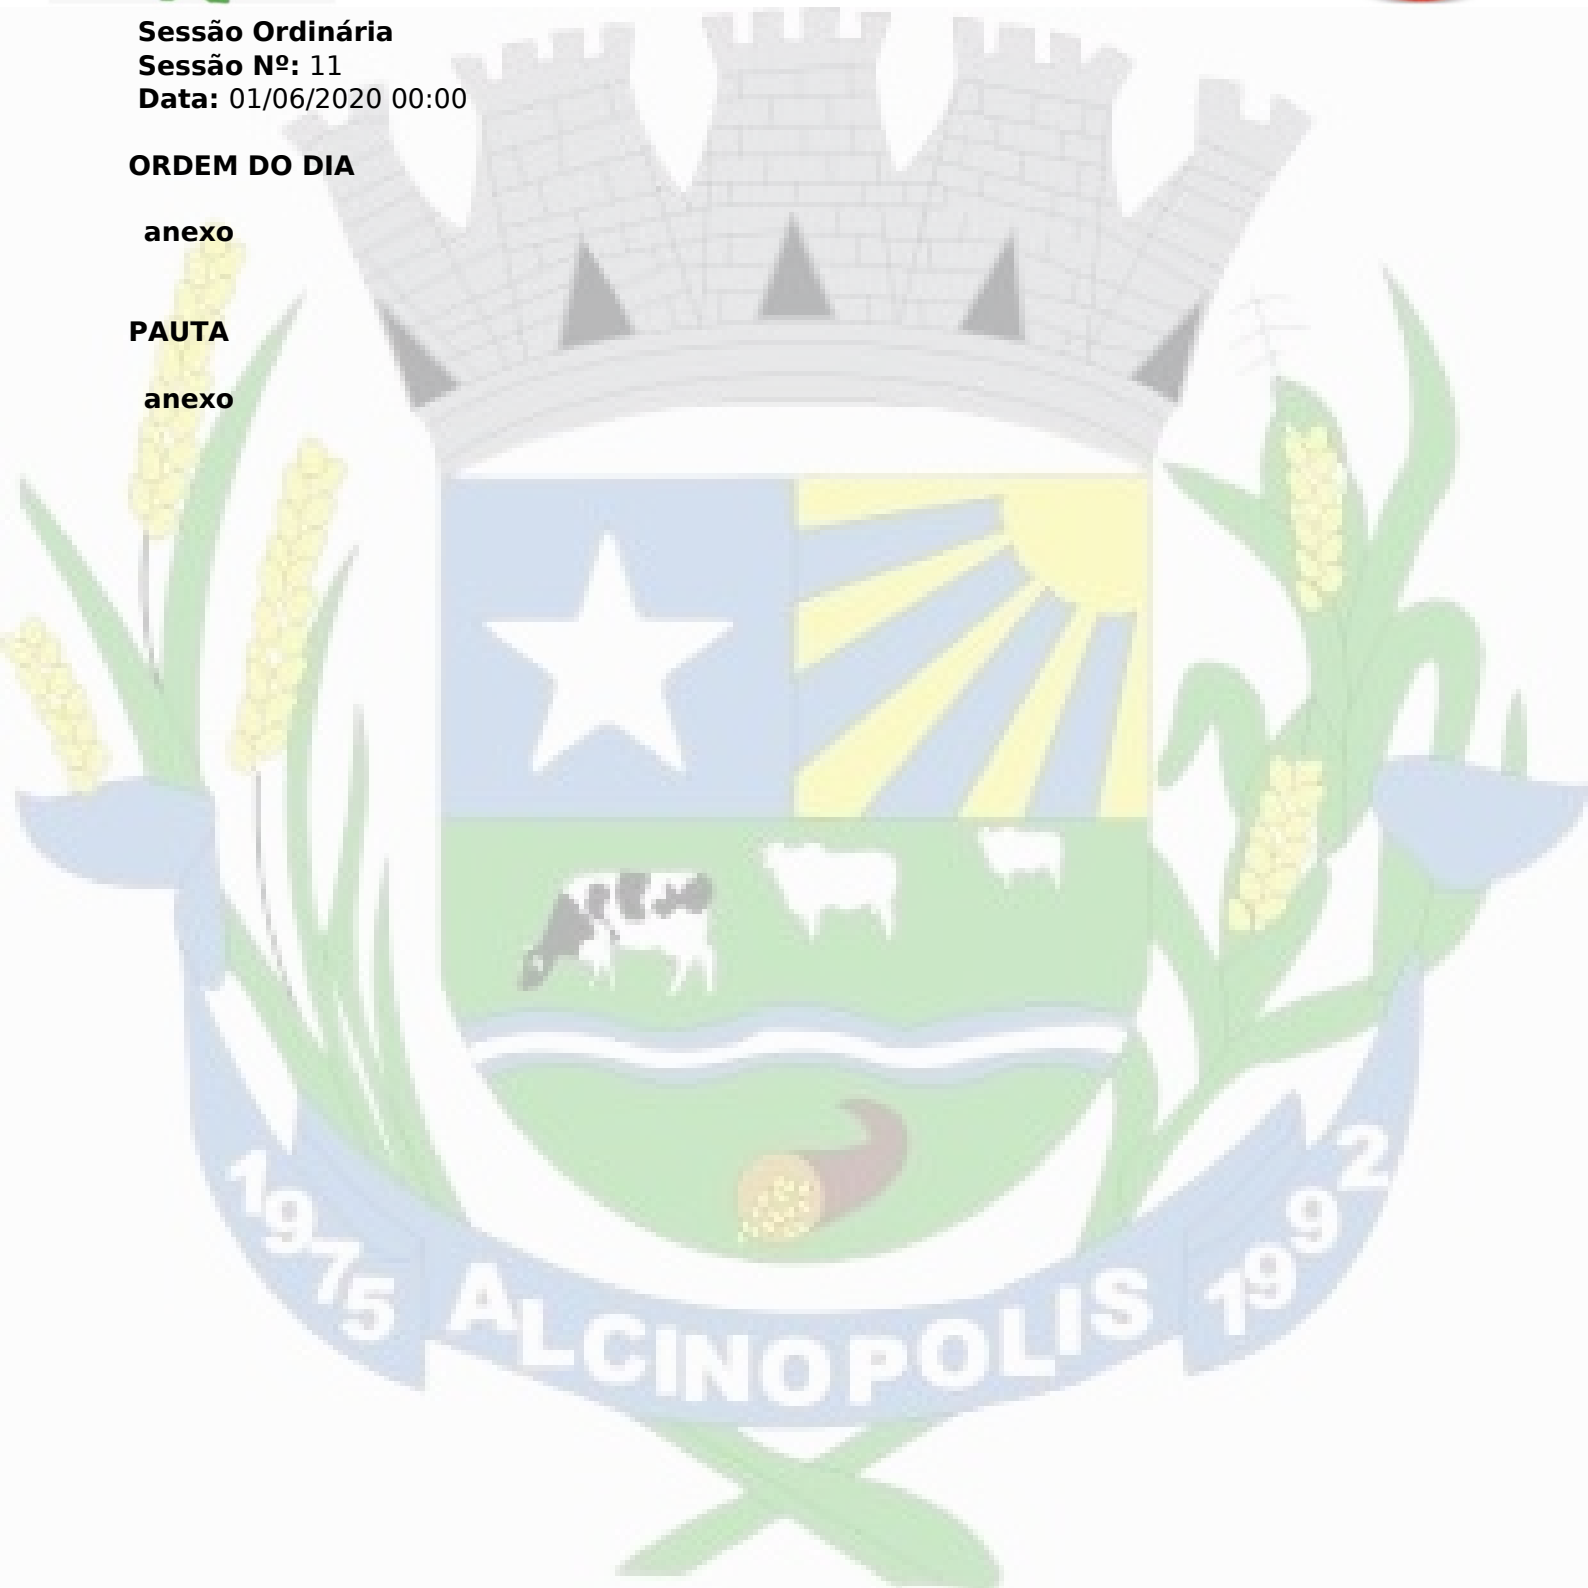 Sessão Ordinária
Sessão Nº: 11
Data: 01/06/2020 00:00
ORDEM DO DIA
anexo
PAUTA
anexo
1975 ALCINOPOLIS 1992